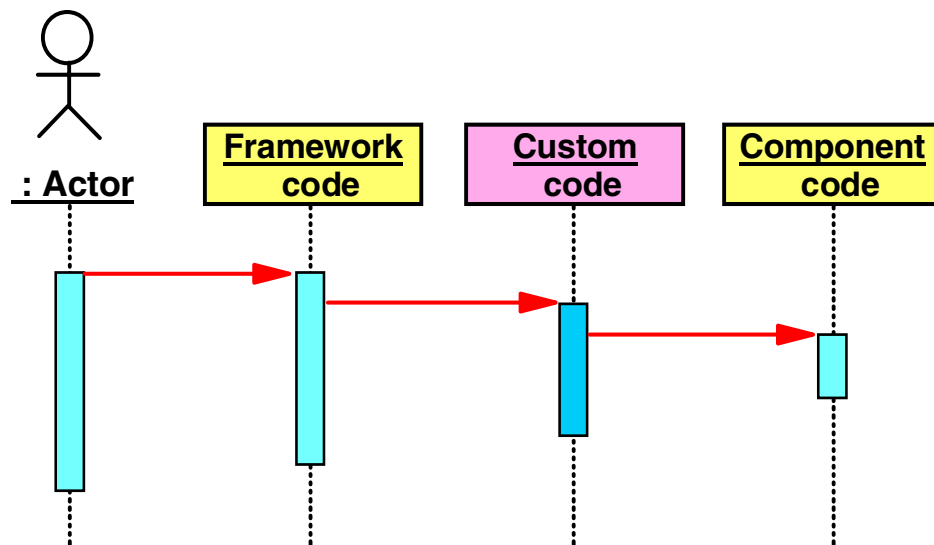 : Actor
Framework
code
Custom
code
Component
code